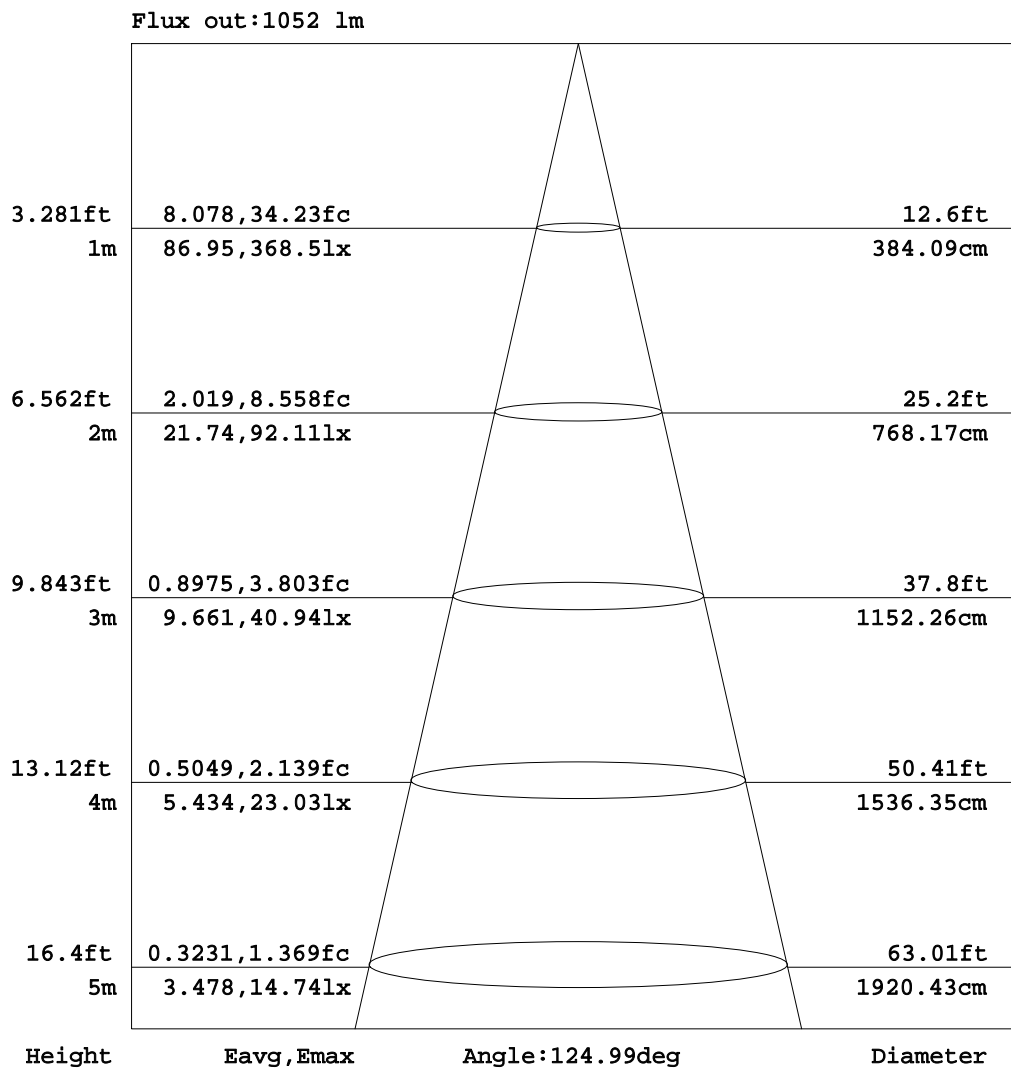 Flux out:1052 lm
3.281ft 8.078,34.23fc 12.6ft
1m 86.95,368.5lx 384.09cm
6.562ft 2.019,8.558fc 25.2ft
2m 21.74,92.11lx 768.17cm
9.843ft 0.8975,3.803fc 37.8ft
3m 9.661,40.94lx 1152.26cm
13.12ft 0.5049,2.139fc 50.41ft
4m 5.434,23.03lx 1536.35cm
16.4ft 0.3231,1.369fc 63.01ft
5m 3.478,14.74lx 1920.43cm
Height Eavg,Emax Angle:124.99deg Diameter